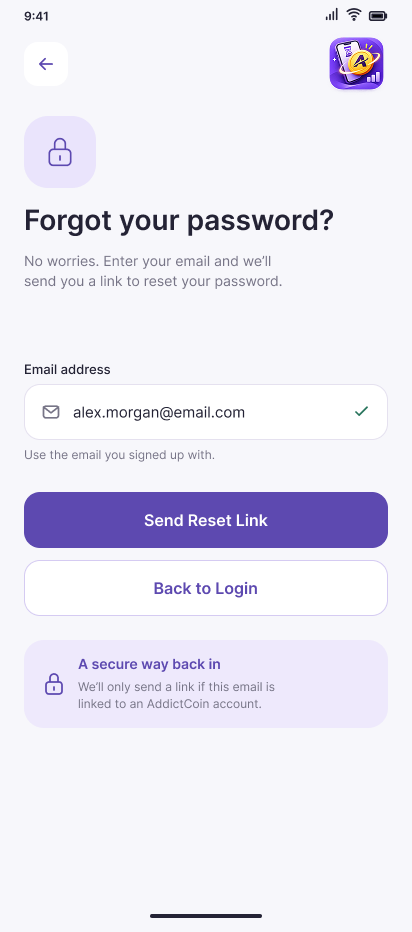 9:41
Forgot your password?
No worries. Enter your email and we’ll
send you a link to reset your password.
Email address
alex.morgan@email.com
Use the email you signed up with.
Send Reset Link
Back to Login
A secure way back in
We’ll only send a link if this email is
linked to an AddictCoin account.